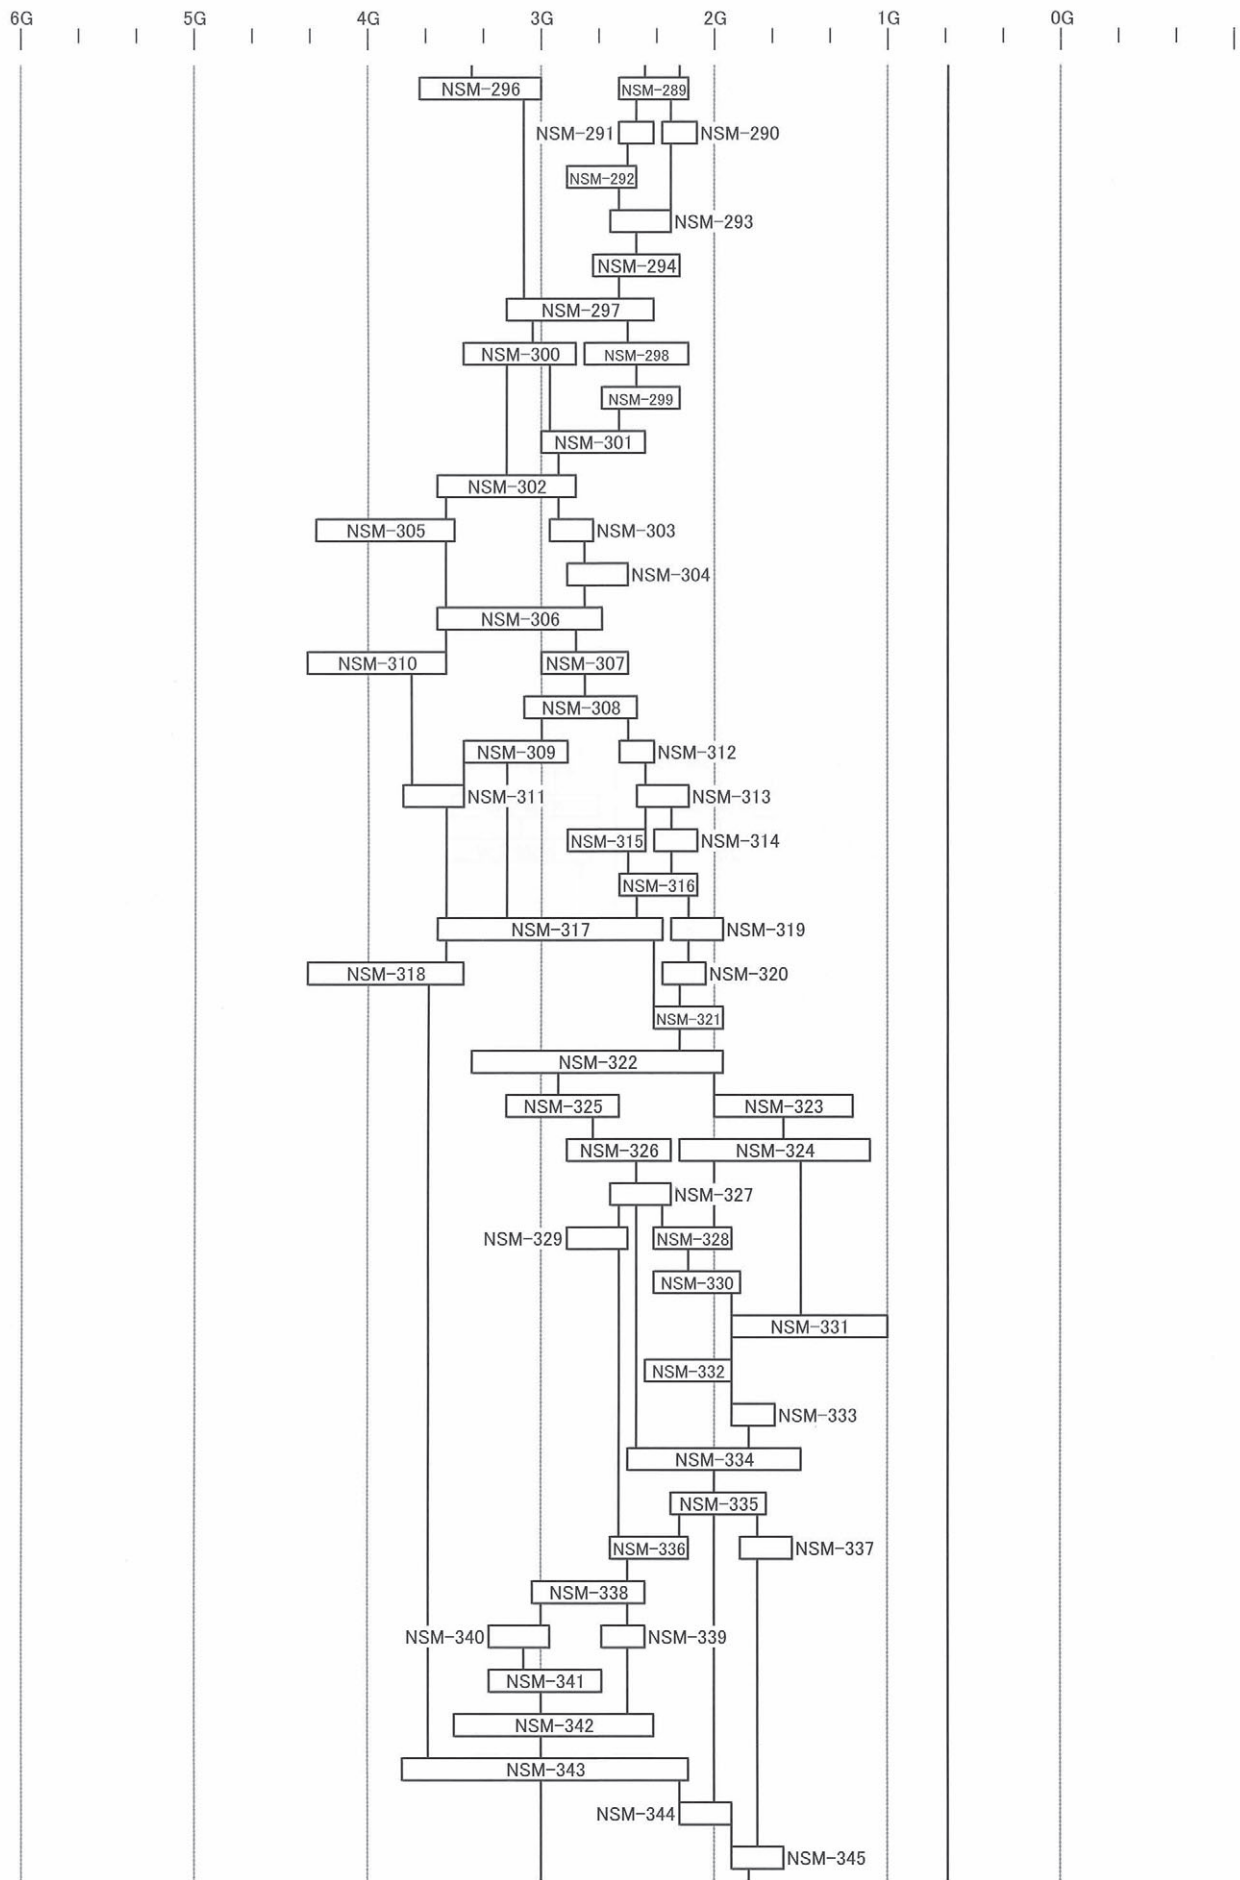 6G 5G 4G 3G 2G 1G 0G
NSM-296 NSM-289
NSM-291 NSM-290
NSM-292
NSM-293
NSM-294
NSM-297
NSM-300 NSM-298
NSM-299
NSM-301
NSM-302
NSM-305 NSM-303
NSM-304
NSM-306
NSM-310 NSM-307
NSM-308
NSM-309 NSM-312
NSM-311 NSM-313
NSM-315 NSM-314
NSM-316
NSM-317 NSM-319
NSM-318 NSM-320
NSM-321
NSM-322
NSM-325 NSM-323
NSM-326 NSM-324
NSM-327
NSM-329 NSM-328
NSM-330
NSM-331
NSM-332
NSM-333
NSM-334
NSM-335
NSM-336 NSM-337
NSM-338
NSM-340 NSM-339
NSM-341
NSM-342
NSM-343
NSM-344
NSM-345